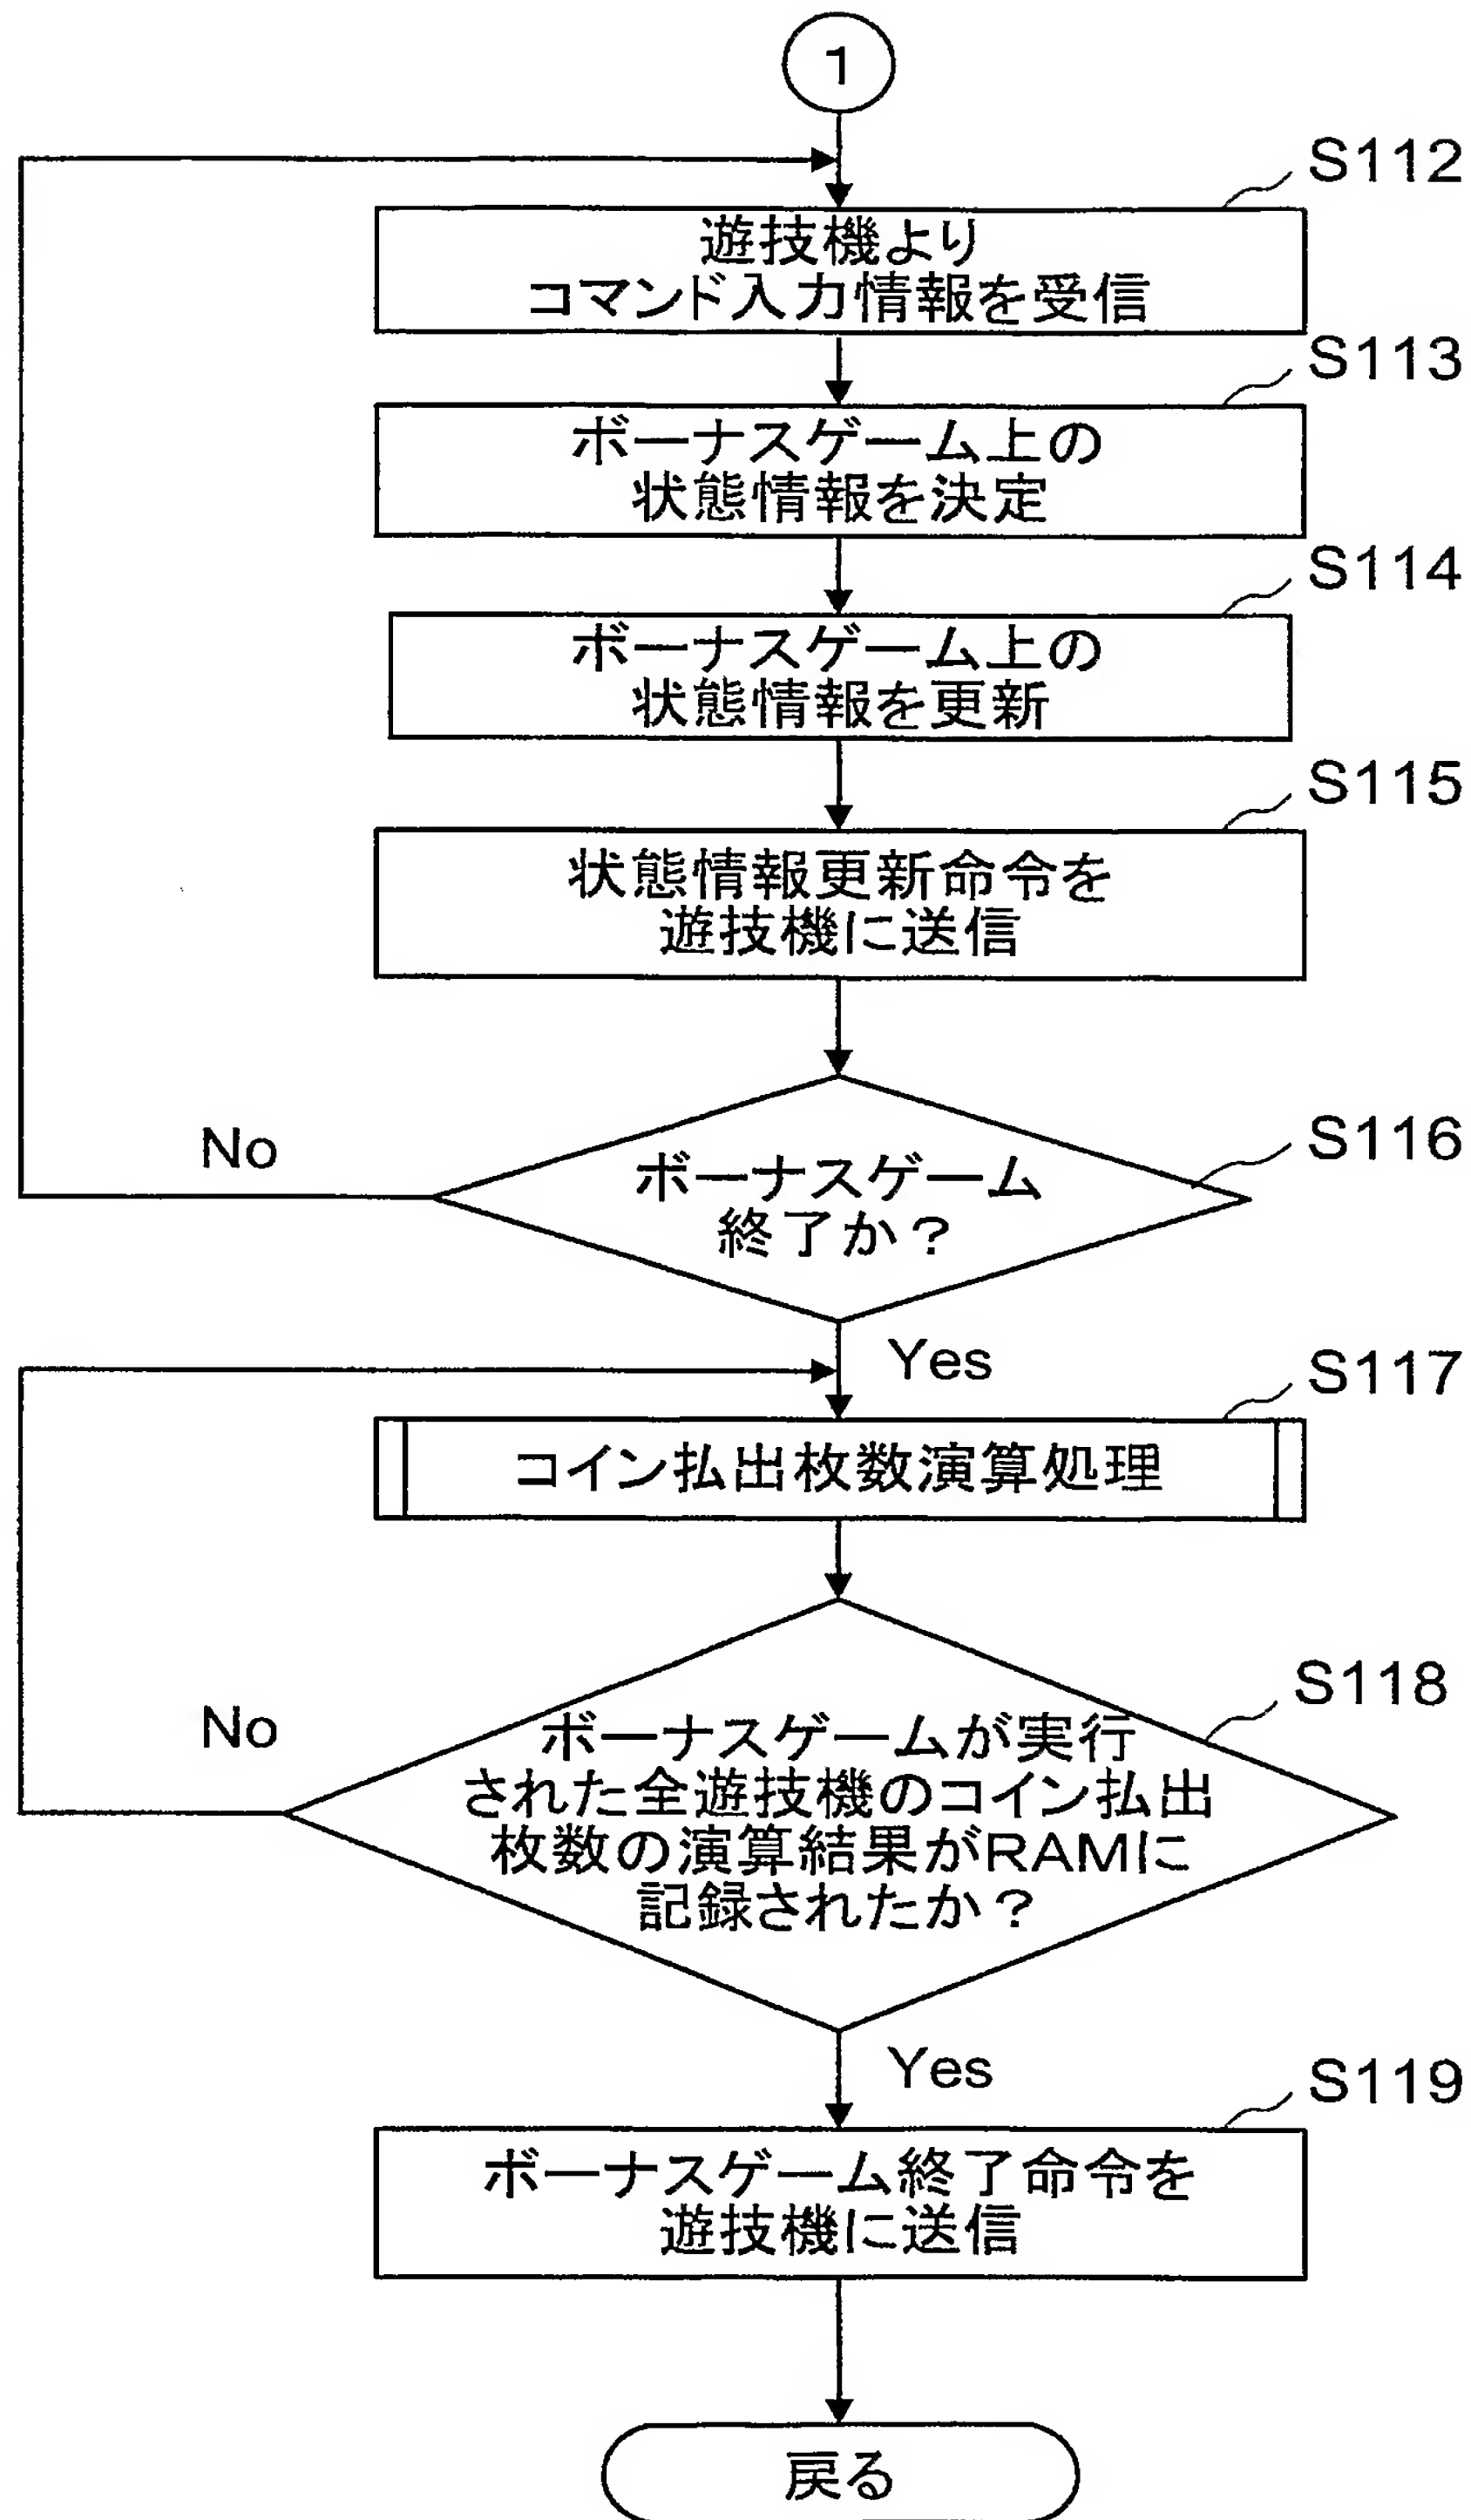 1
S112
遊技機より
コマンド入力情報を受信
S113
ボーナスゲーム上の
状態情報を決定
S114
ボーナスゲーム上の
状態情報を更新
S115
状態情報更新命令を
遊技機に送信
S116
No
ボーナスゲーム
終了か？
Yes
S117
コイン払出枚数演算処理
S118
No
ボーナスゲームが実行
された全遊技機のコイン払出
枚数の演算結果がRAMに
記録されたか？
Yes
S119
ボーナスゲーム終了命令を
遊技機に送信
戻る